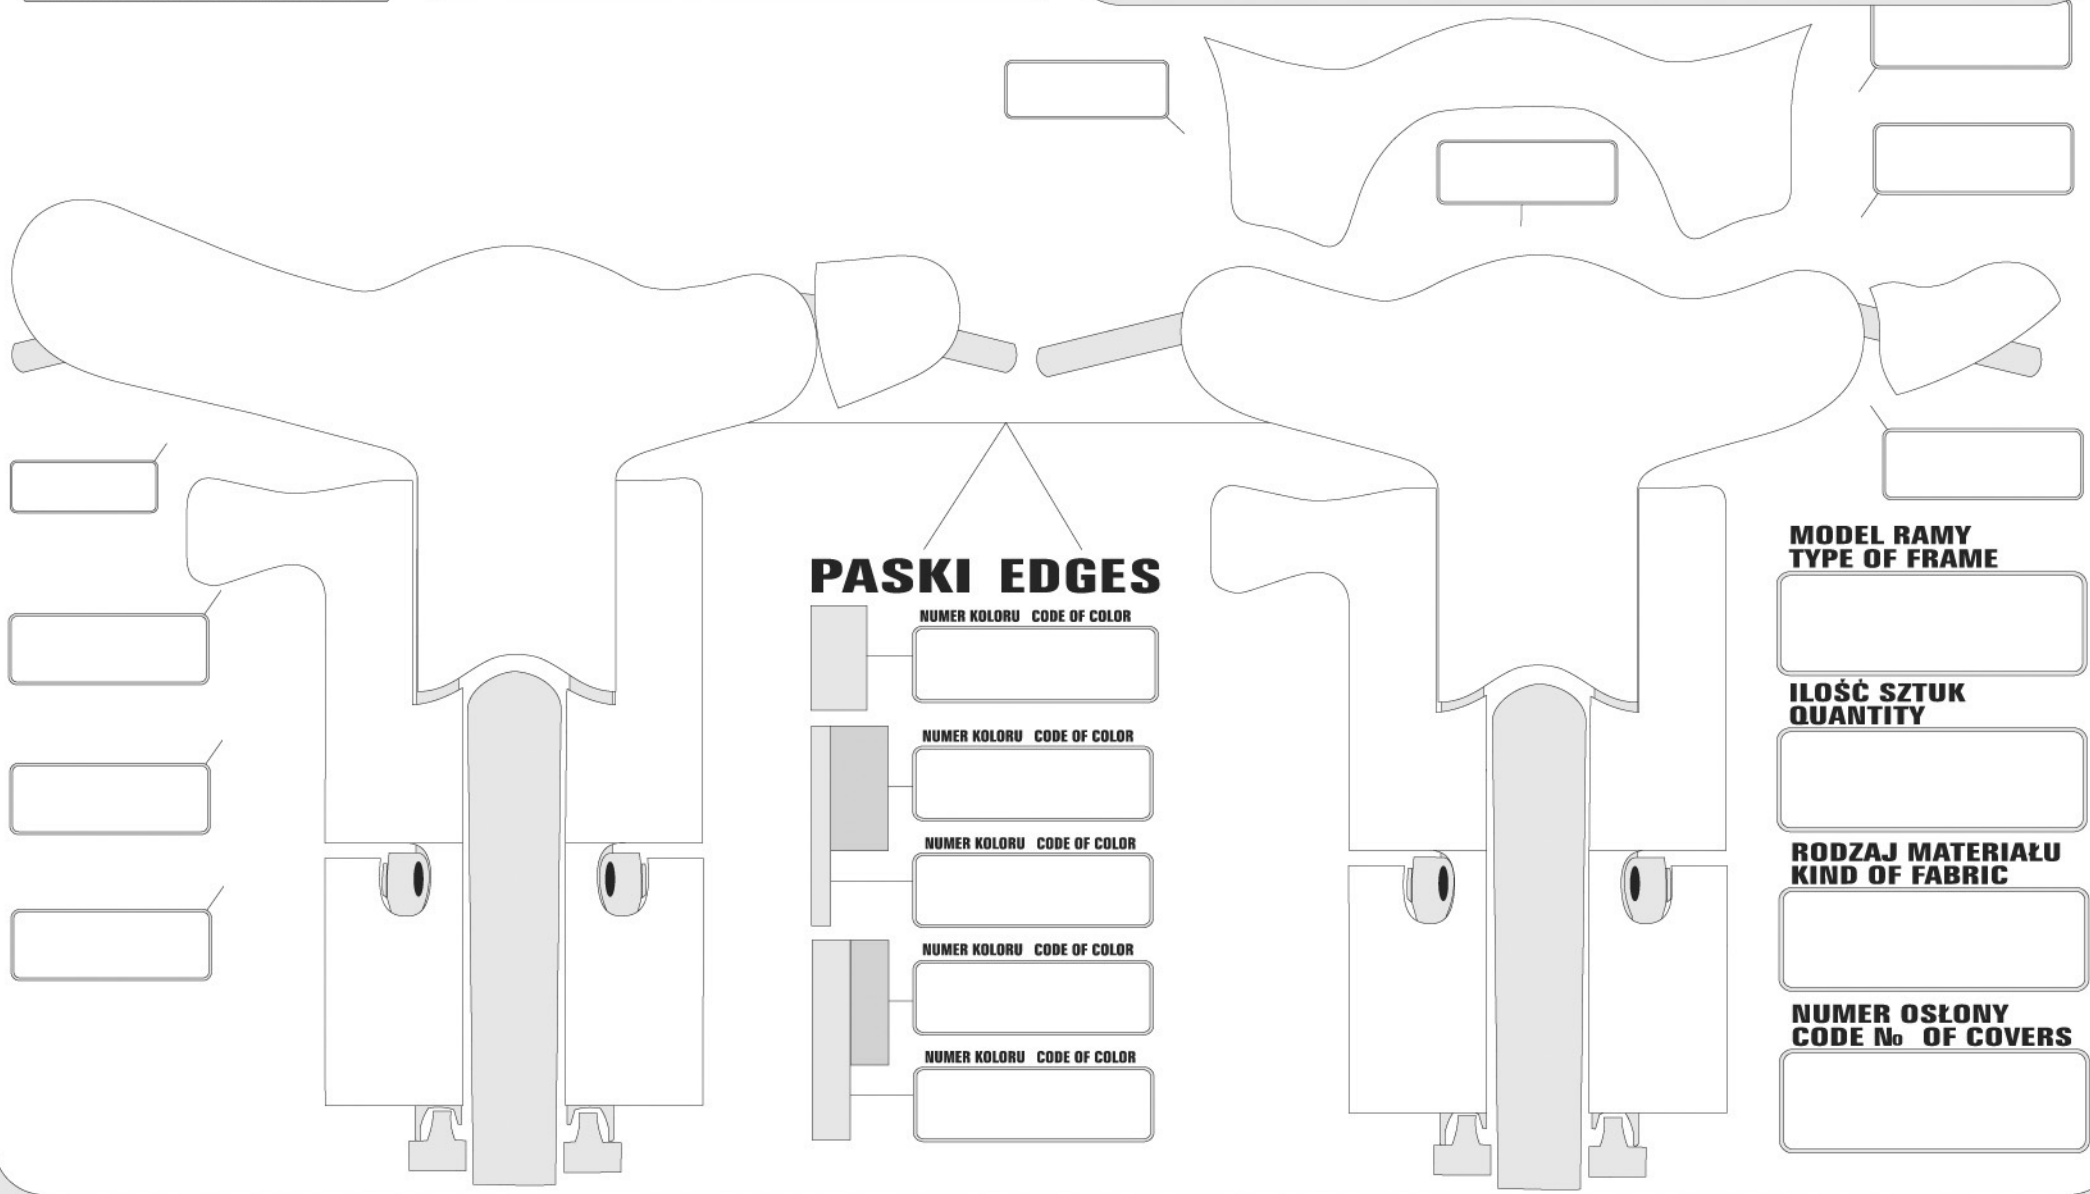 PASKI EDGES
NUMER KOLORU CODE OF COLOR
NUMER KOLORU CODE OF COLOR
NUMER KOLORU CODE OF COLOR
NUMER KOLORU CODE OF COLOR
NUMER KOLORU CODE OF COLOR
MODEL RAMY
TYPE OF FRAME
ILOŚĆ SZTUK
QUANTITY
RODZAJ MATERIAŁU
KIND OF FABRIC
NUMER OSŁONY
CODE No OF COVERS